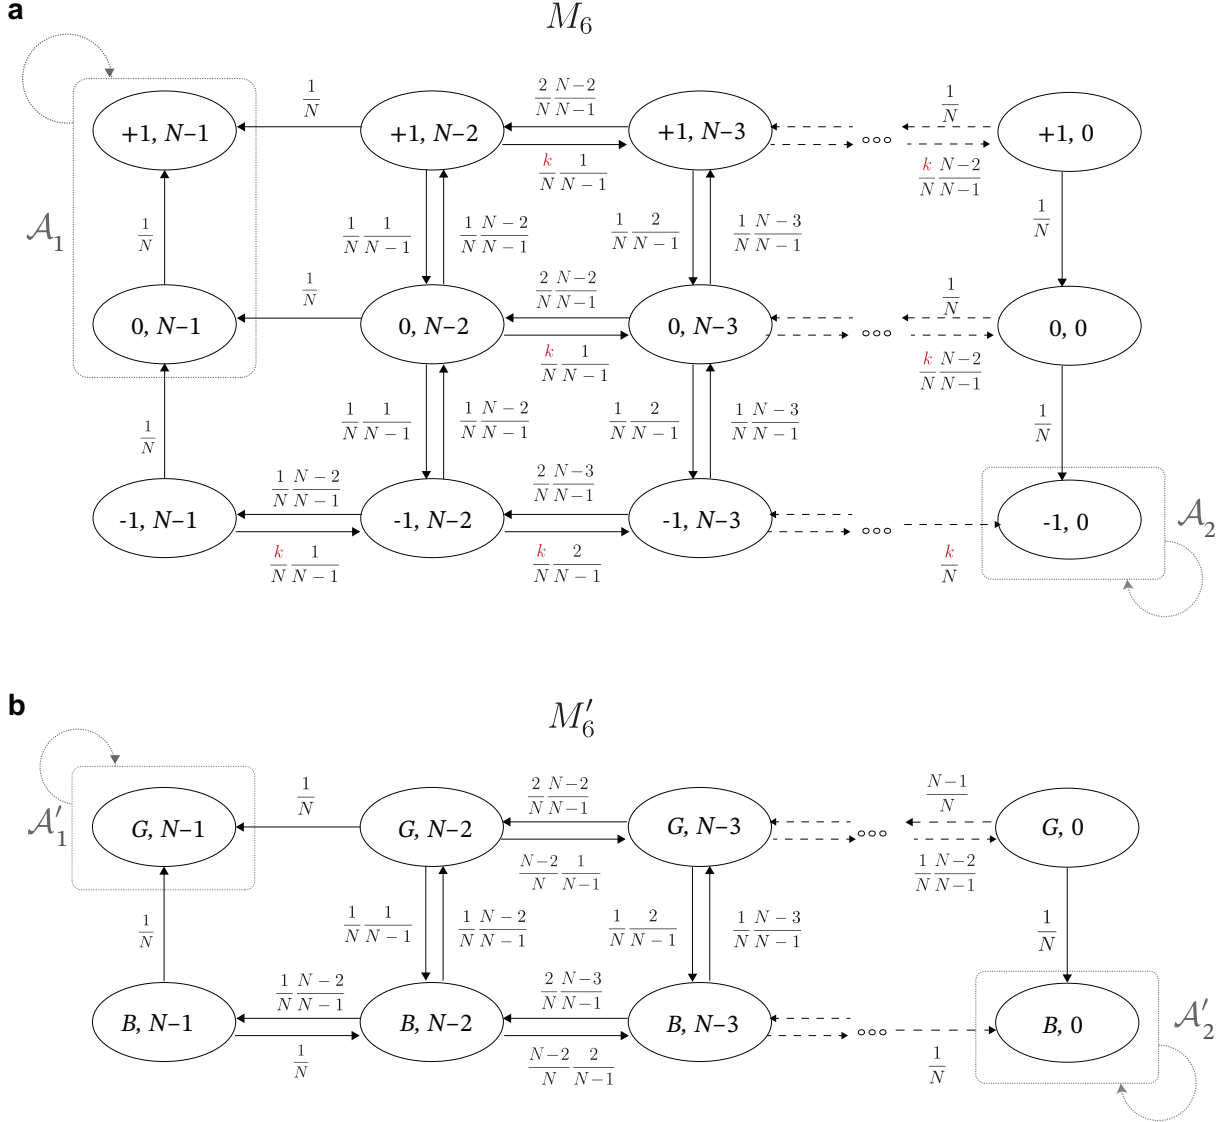 a
M₆
+1, N–1
1/N
+1, N–2
2/N N−2/N−1
k/N 1/N−1
+1, N–3
1/N
k/N N−2/N−1
+1, 0
𝒜₁
1/N
1/N 1/N−1
1/N N−2/N−1
1/N 2/N−1
1/N N−3/N−1
1/N
0, N–1
1/N
0, N–2
2/N N−2/N−1
k/N 1/N−1
0, N–3
1/N
k/N N−2/N−1
0, 0
1/N
1/N 1/N−1
1/N N−2/N−1
1/N 2/N−1
1/N N−3/N−1
1/N
-1, N–1
1/N N−2/N−1
k/N 1/N−1
-1, N–2
2/N N−3/N−1
k/N 2/N−1
-1, N–3
k/N
-1, 0
𝒜₂
b
M₆′
𝒜₁′
G, N–1
1/N
G, N–2
2/N N−2/N−1
N−2/N 1/N−1
G, N–3
N−1/N
1/N N−2/N−1
G, 0
1/N
1/N 1/N−1
1/N N−2/N−1
1/N 2/N−1
1/N N−3/N−1
1/N
B, N–1
1/N N−2/N−1
1/N
B, N–2
2/N N−3/N−1
N−2/N 2/N−1
B, N–3
1/N
B, 0
𝒜₂′